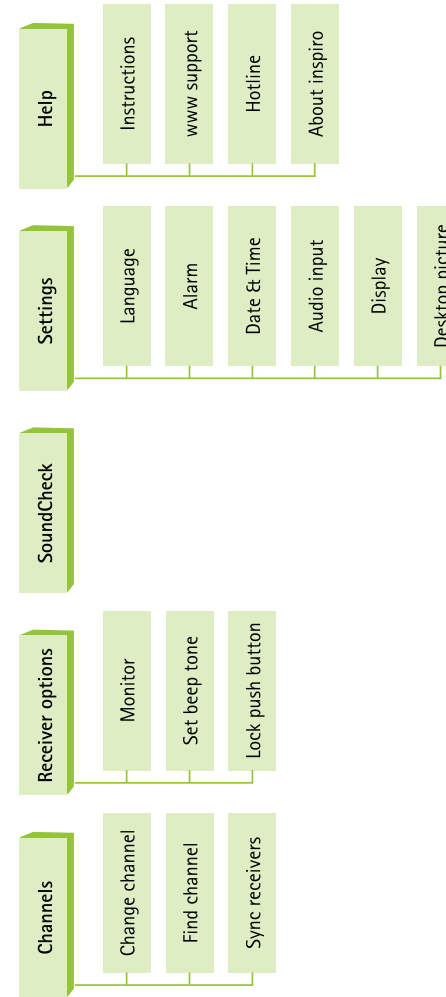 Channels
Change channel
Find channel
Sync receivers
Receiver options
Monitor
Set beep tone
Lock push button
SoundCheck
Settings
Language
Alarm
Date & Time
Audio input
Display
Desktop picture
Help
Instructions
www support
Hotline
About inspiro